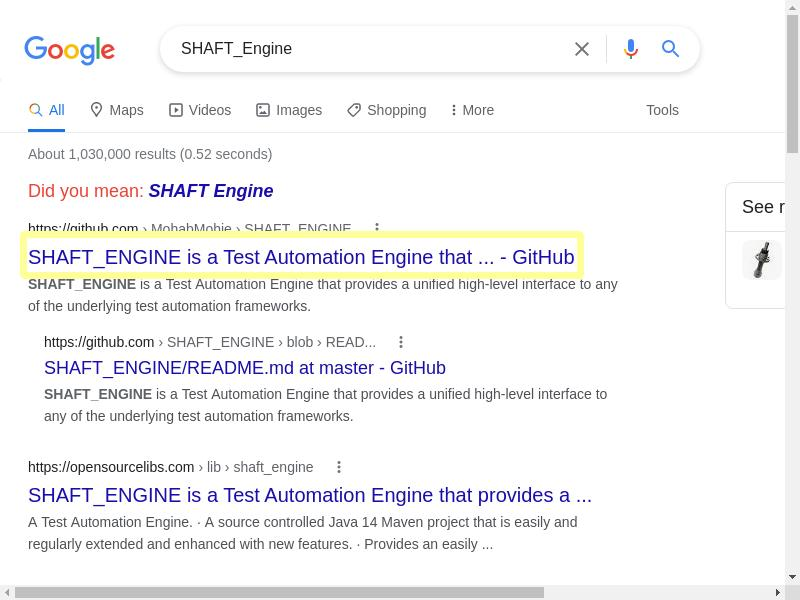 Google
SHAFT_Engine
All Maps Videos Images Shopping More Tools
About 1,030,000 results (0.52 seconds)
Did you mean: SHAFT Engine
https://github.com › MohabMohie › SHAFT_ENGINE
SHAFT_ENGINE is a Test Automation Engine that ... - GitHub
SHAFT_ENGINE is a Test Automation Engine that provides a unified high-level interface to any
of the underlying test automation frameworks.
https://github.com › SHAFT_ENGINE › blob › READ...
SHAFT_ENGINE/README.md at master - GitHub
SHAFT_ENGINE is a Test Automation Engine that provides a unified high-level interface to
any of the underlying test automation frameworks.
https://opensourcelibs.com › lib › shaft_engine
SHAFT_ENGINE is a Test Automation Engine that provides a ...
A Test Automation Engine. · A source controlled Java 14 Maven project that is easily and
regularly extended and enhanced with new features. · Provides an easily ...
See r